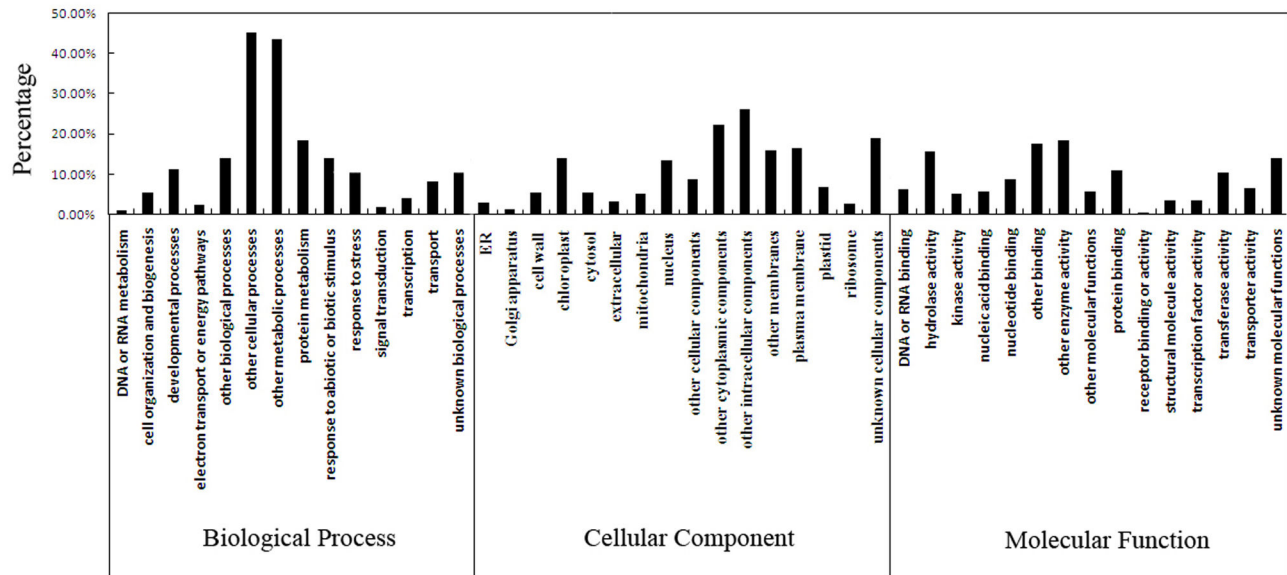 Percentage
50.00%
40.00%
30.00%
20.00%
10.00%
0.00%
DNA or RNA metabolism
cell organization and biogenesis
developmental processes
electron transport or energy pathways
other biological processes
other cellular processes
other metabolic processes
protein metabolism
response to abiotic or biotic stimulus
response to stress
signal transduction
transcription
transport
unknown biological processes
ER
Golgi apparatus
cell wall
chloroplast
cytosol
extracellular
mitochondria
nucleus
other cellular components
other cytoplasmic components
other intracellular components
other membranes
plasma membrane
plastid
ribosome
unknown cellular components
DNA or RNA binding
hydrolase activity
kinase activity
nucleic acid binding
nucleotide binding
other binding
other enzyme activity
other molecular functions
protein binding
receptor binding or activity
structural molecule activity
transcription factor activity
transferase activity
transporter activity
unknown molecular functions
Biological Process
Cellular Component
Molecular Function